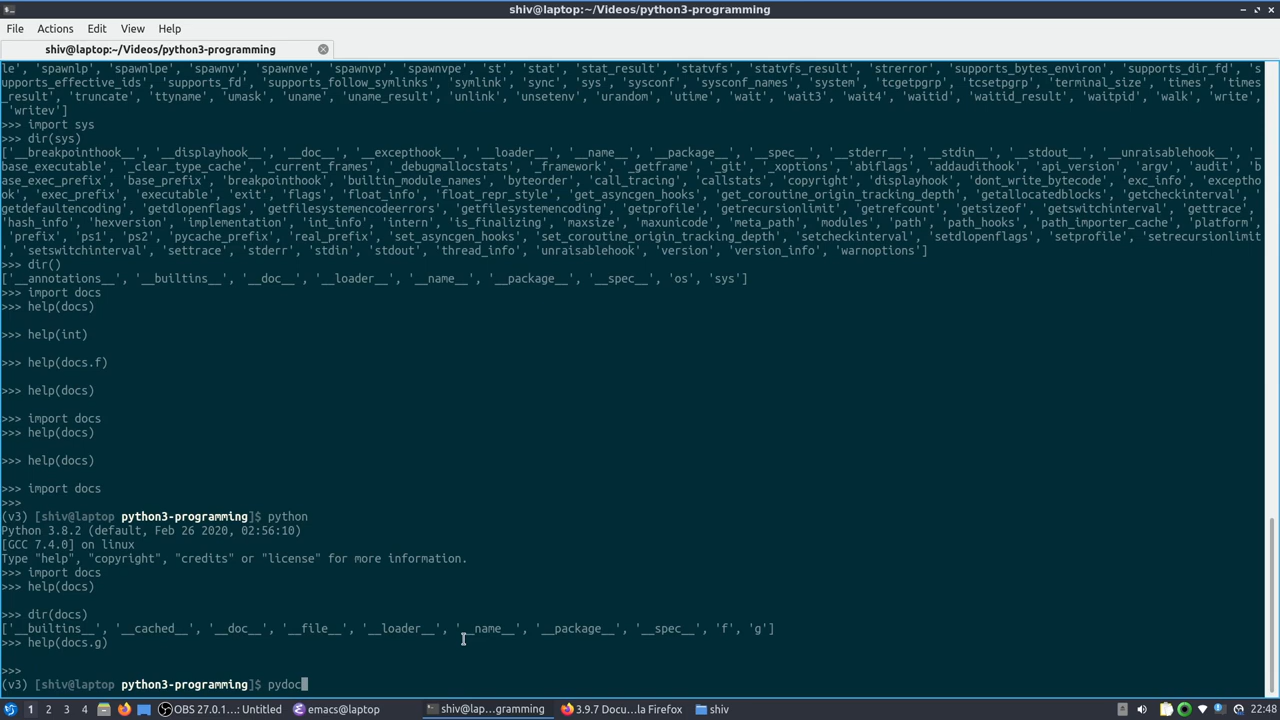 shiv@laptop:~/Videos/python3-programming
File Actions Edit View Help
shiv@laptop:~/Videos/python3-programming
le', 'spawnlp', 'spawnlpe', 'spawnv', 'spawnve', 'spawnvp', 'spawnvpe', 'st', 'stat', 'stat_result', 'statvfs', 'statvfs_result', 'strerror', 'supports_bytes_environ', 'supports_dir_fd', 's
upports_effective_ids', 'supports_fd', 'supports_follow_symlinks', 'symlink', 'sync', 'sys', 'sysconf', 'sysconf_names', 'system', 'tcgetpgrp', 'tcsetpgrp', 'terminal_size', 'times', 'times
_result', 'truncate', 'ttyname', 'umask', 'uname', 'uname_result', 'unlink', 'unsetenv', 'urandom', 'utime', 'wait', 'wait3', 'wait4', 'waitid', 'waitid_result', 'waitpid', 'walk', 'write',
'writev']
>>> import sys
>>> dir(sys)
['__breakpointhook__', '__displayhook__', '__doc__', '__excepthook__', '__loader__', '__name__', '__package__', '__spec__', '__stderr__', '__stdin__', '__stdout__', '__unraisablehook__', '_
base_executable', '_clear_type_cache', '_current_frames', '_debugmallocstats', '_framework', '_getframe', '_git', '_xoptions', 'abiflags', 'addaudithook', 'api_version', 'argv', 'audit', 'b
ase_exec_prefix', 'base_prefix', 'breakpointhook', 'builtin_module_names', 'byteorder', 'call_tracing', 'callstats', 'copyright', 'displayhook', 'dont_write_bytecode', 'exc_info', 'exceptho
ok', 'exec_prefix', 'executable', 'exit', 'flags', 'float_info', 'float_repr_style', 'get_asyncgen_hooks', 'get_coroutine_origin_tracking_depth', 'getallocatedblocks', 'getcheckinterval', '
getdefaultencoding', 'getdlopenflags', 'getfilesystemencodeerrors', 'getfilesystemencoding', 'getprofile', 'getrecursionlimit', 'getrefcount', 'getsizeof', 'getswitchinterval', 'gettrace',
'hash_info', 'hexversion', 'implementation', 'int_info', 'intern', 'is_finalizing', 'maxsize', 'maxunicode', 'meta_path', 'modules', 'path', 'path_hooks', 'path_importer_cache', 'platform',
'prefix', 'ps1', 'ps2', 'pycache_prefix', 'real_prefix', 'set_asyncgen_hooks', 'set_coroutine_origin_tracking_depth', 'setcheckinterval', 'setdlopenflags', 'setprofile', 'setrecursionlimit
', 'setswitchinterval', 'settrace', 'stderr', 'stdin', 'stdout', 'thread_info', 'unraisablehook', 'version', 'version_info', 'warnoptions']
>>> dir()
['__annotations__', '__builtins__', '__doc__', '__loader__', '__name__', '__package__', '__spec__', 'os', 'sys']
>>> import docs
>>> help(docs)
>>> help(int)
>>> help(docs.f)
>>> help(docs)
>>> import docs
>>> help(docs)
>>> help(docs)
>>> import docs
>>>
(v3) [shiv@laptop python3-programming]$ python
Python 3.8.2 (default, Feb 26 2020, 02:56:10)
[GCC 7.4.0] on linux
Type "help", "copyright", "credits" or "license" for more information.
>>> import docs
>>> help(docs)
>>> dir(docs)
['__builtins__', '__cached__', '__doc__', '__file__', '__loader__', '__name__', '__package__', '__spec__', 'f', 'g']
>>> help(docs.g)
>>>
(v3) [shiv@laptop python3-programming]$ pydoc
1 2 3 4 OBS 27.0.1...: Untitled emacs@laptop shiv@lap...gramming 3.9.7 Docu...la Firefox shiv 22:48